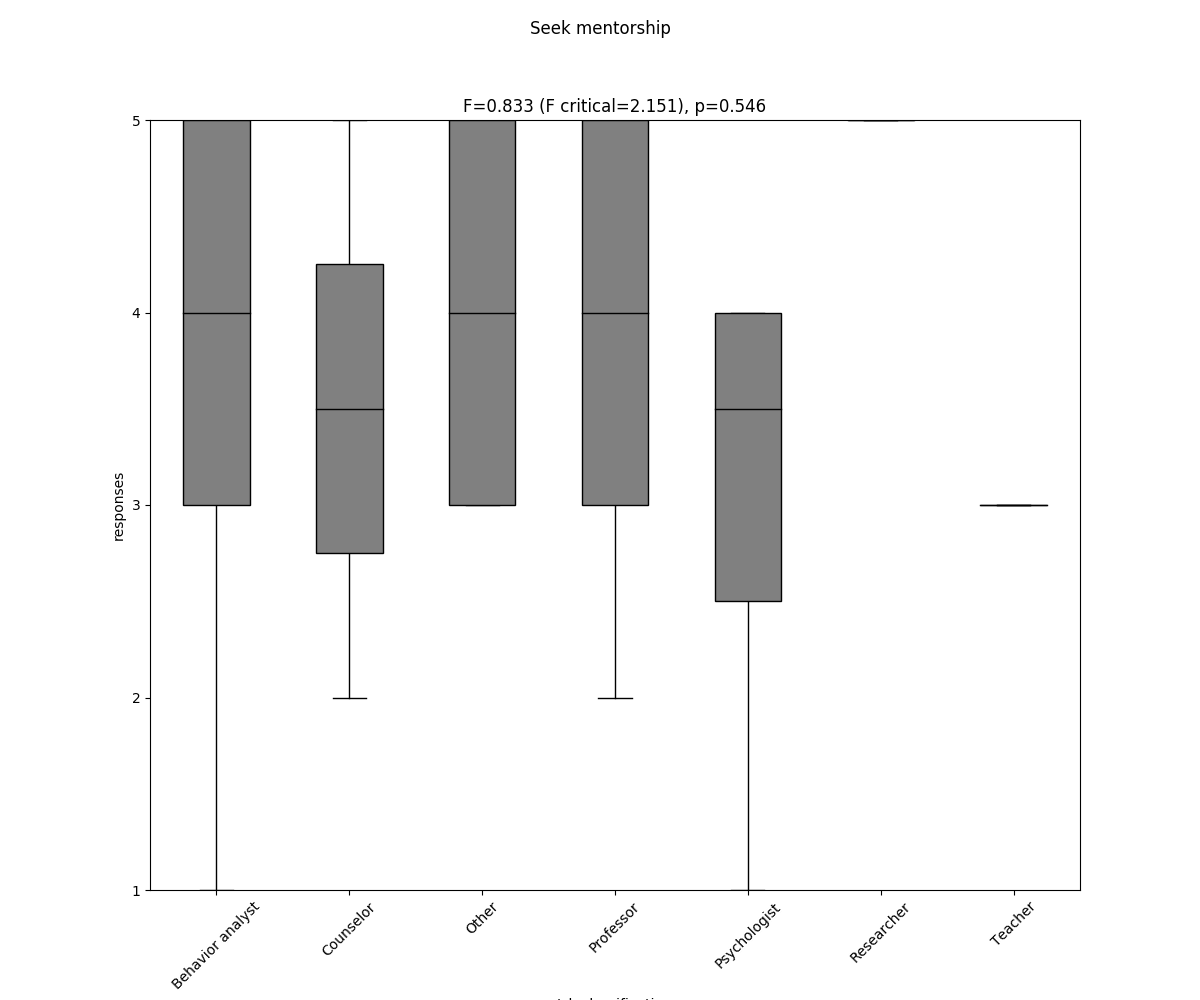 Seek mentorship
F=0.833 (F critical=2.151), p=0.546
5
4
3
2
1
responses
Behavior analyst
Counselor
Other
Professor
Psychologist
Researcher
Teacher